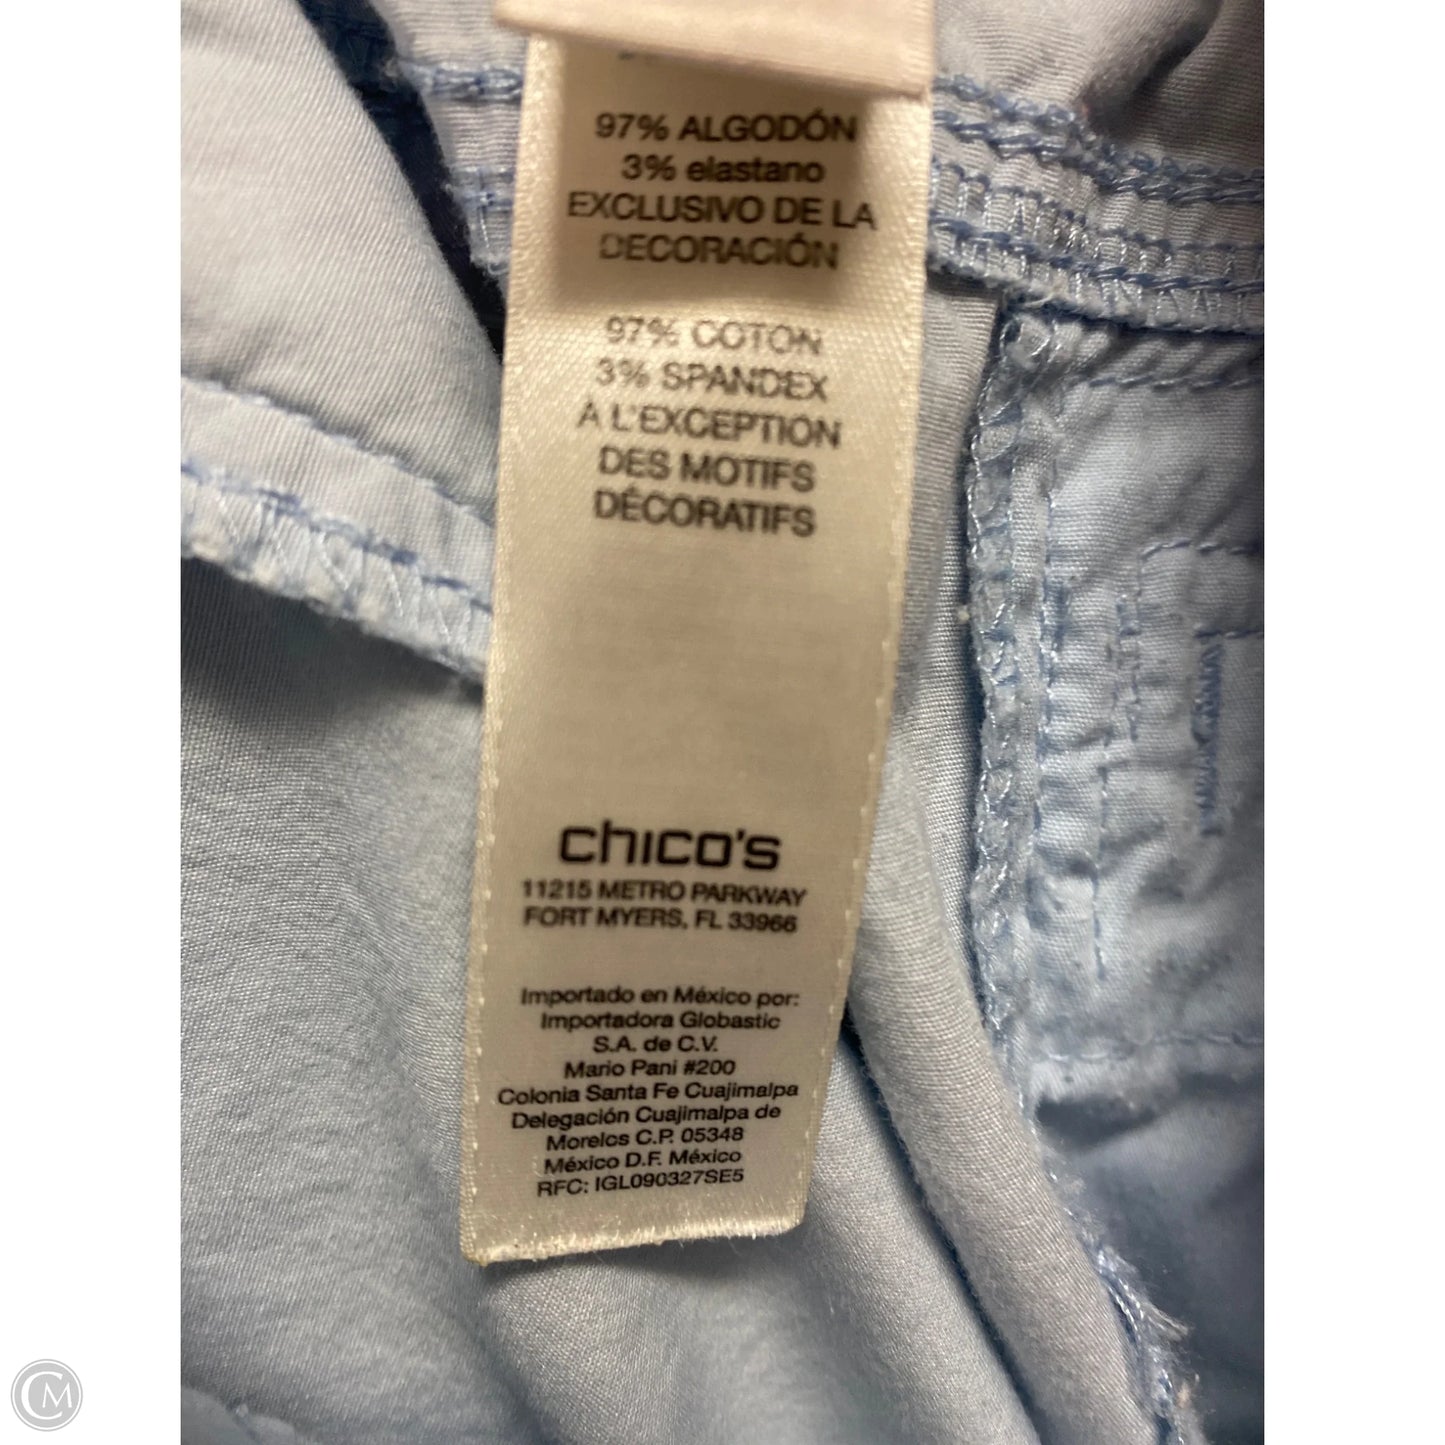 97% ALGODÓN
3% elastano
EXCLUSIVO DE LA
DECORACIÓN
97% COTON
3% SPANDEX
A L'EXCEPTION
DES MOTIFS
DÉCORATIFS
chico's
11215 METRO PARKWAY
FORT MYERS, FL 33966
Importado en México por:
Importadora Globastic
S.A. de C.V.
Mario Pani #200
Colonia Santa Fe Cuajimalpa
Delegación Cuajimalpa de
Morelos C.P. 05348
México D.F. México
RFC: IGL090327SE5
CM